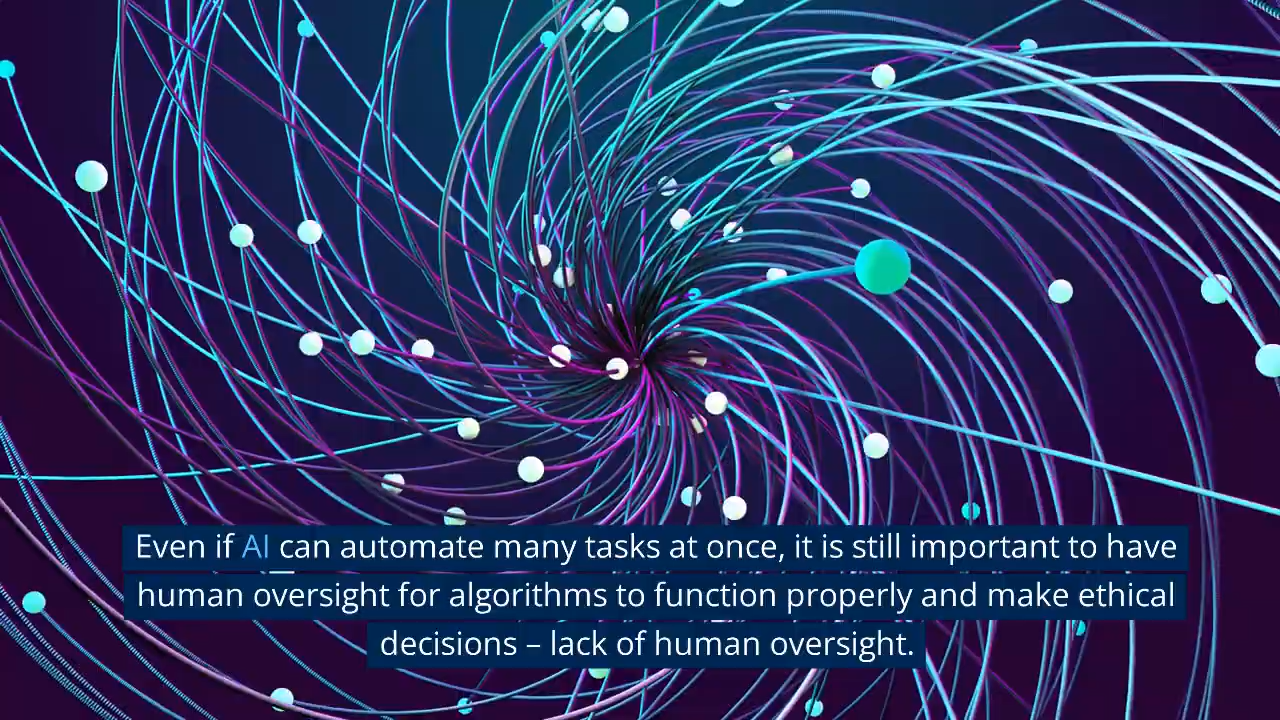 Even if AI can automate many tasks at once, it is still important to have
human oversight for algorithms to function properly and make ethical
decisions – lack of human oversight.